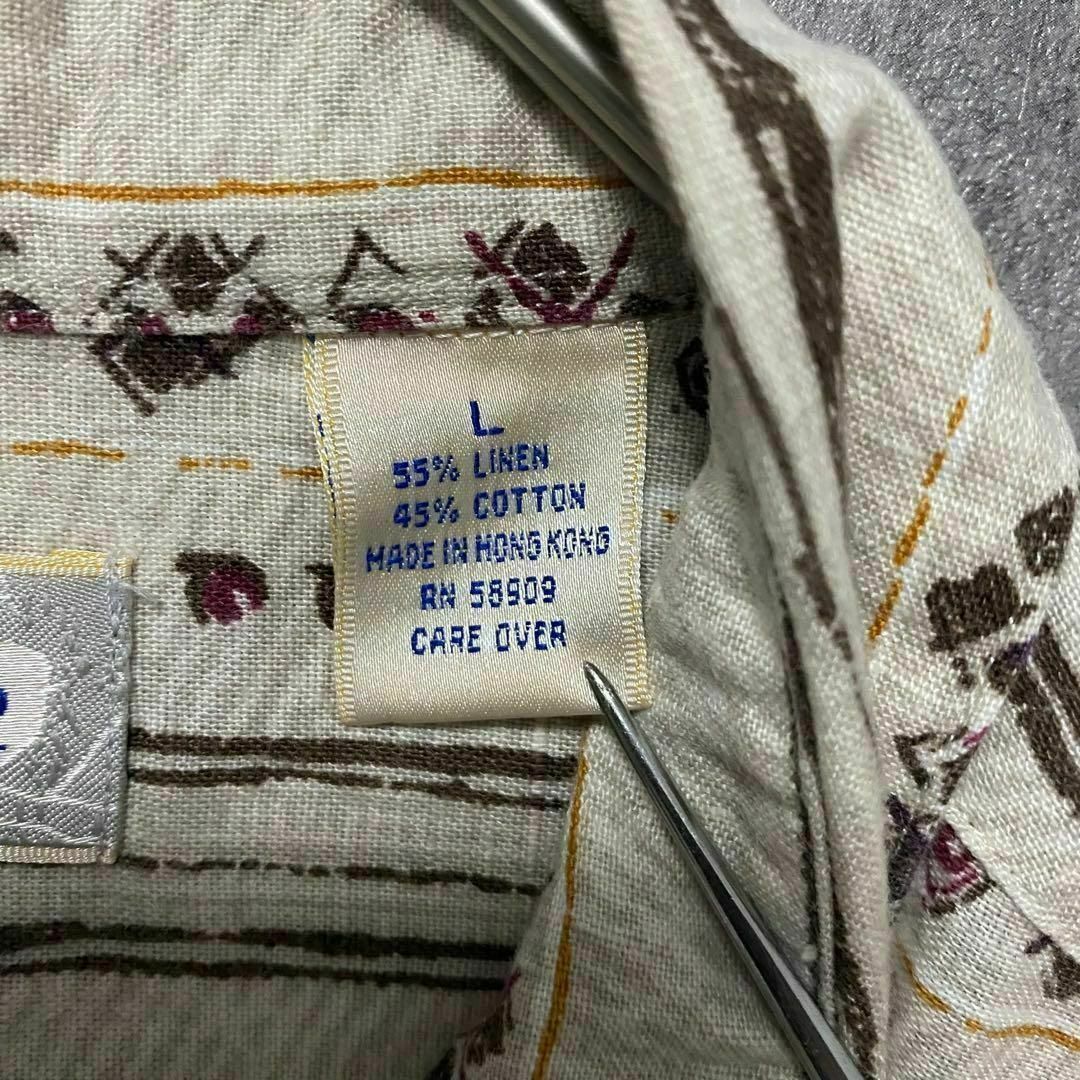 L
55% LINEN
45% COTTON
MADE IN HONG KONG
RN 58909
CARE OVER